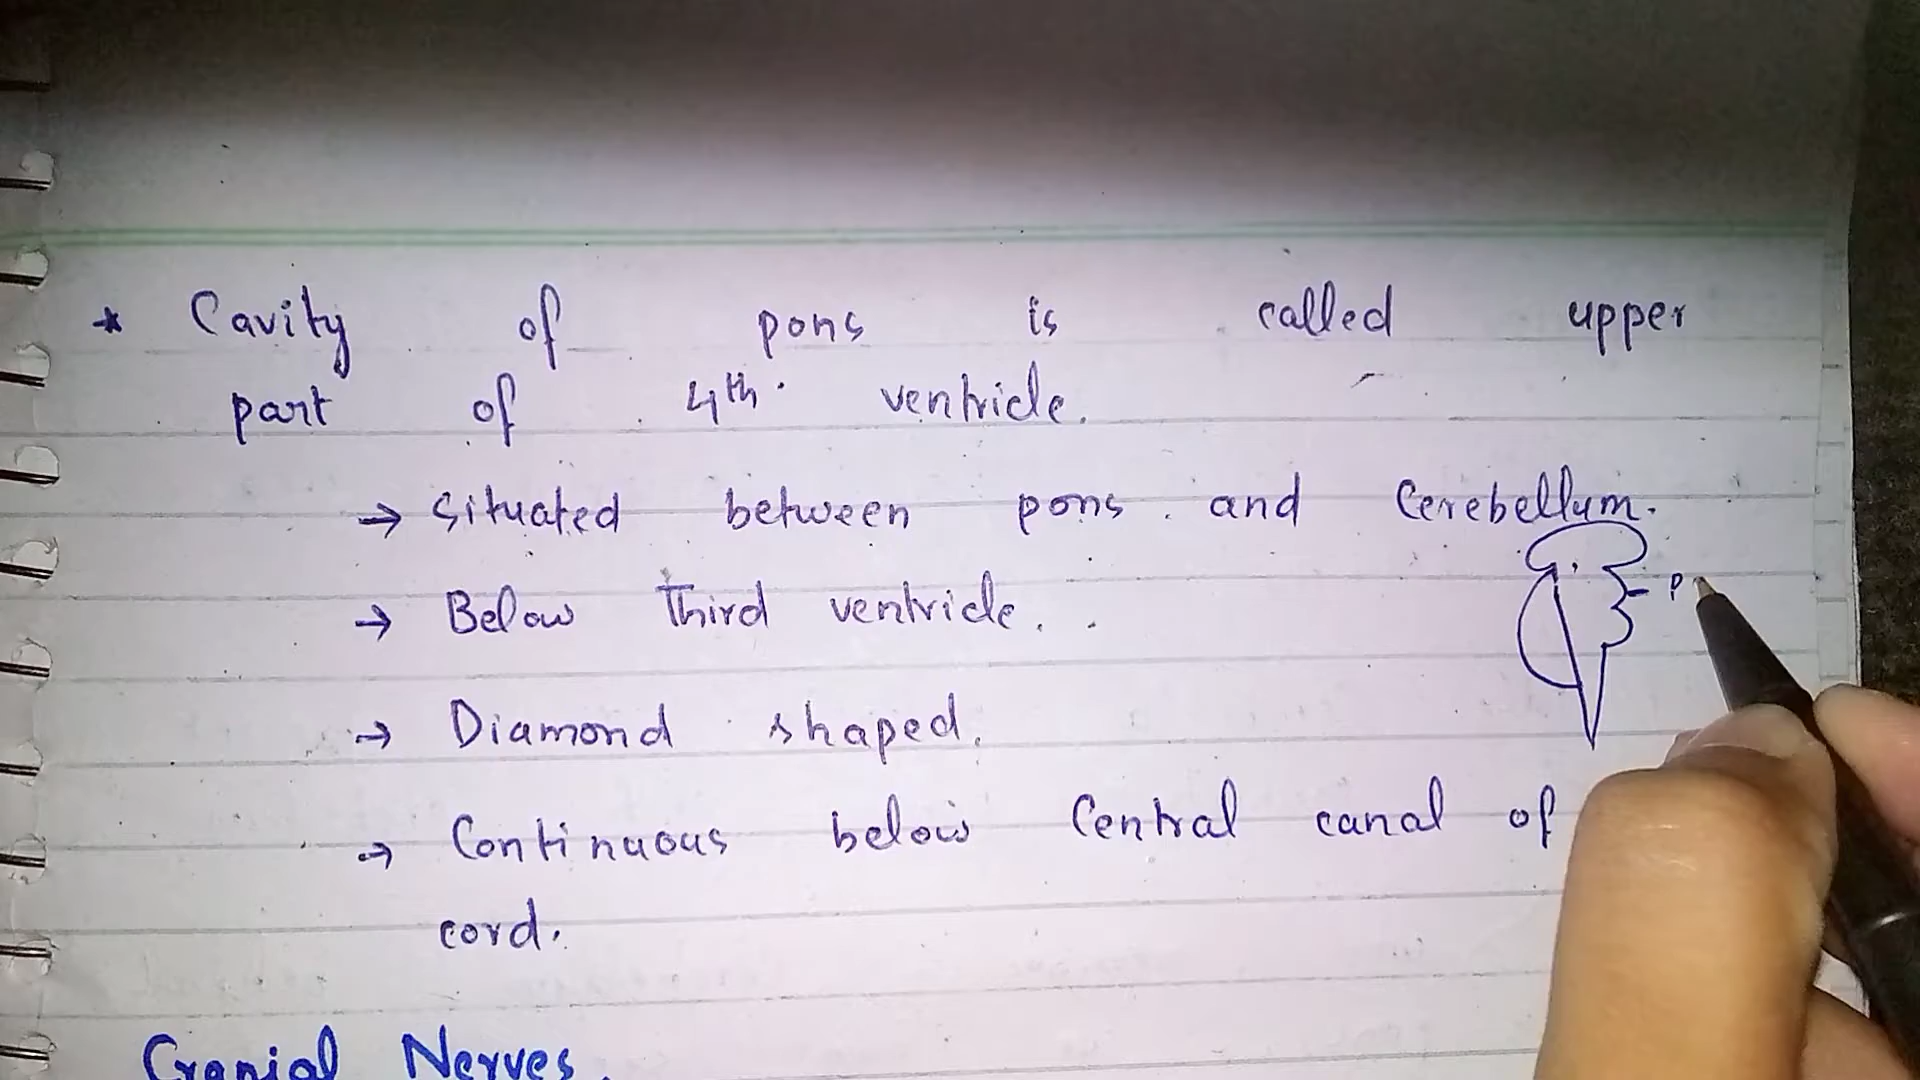 * Cavity of pons is called upper
part of 4th ventricle.
→ Situated between pons and Cerebellum.
→ Below Third ventricle.
P
→ Diamond shaped.
→ Continuous below Central canal of
cord.
Cranial Nerves.